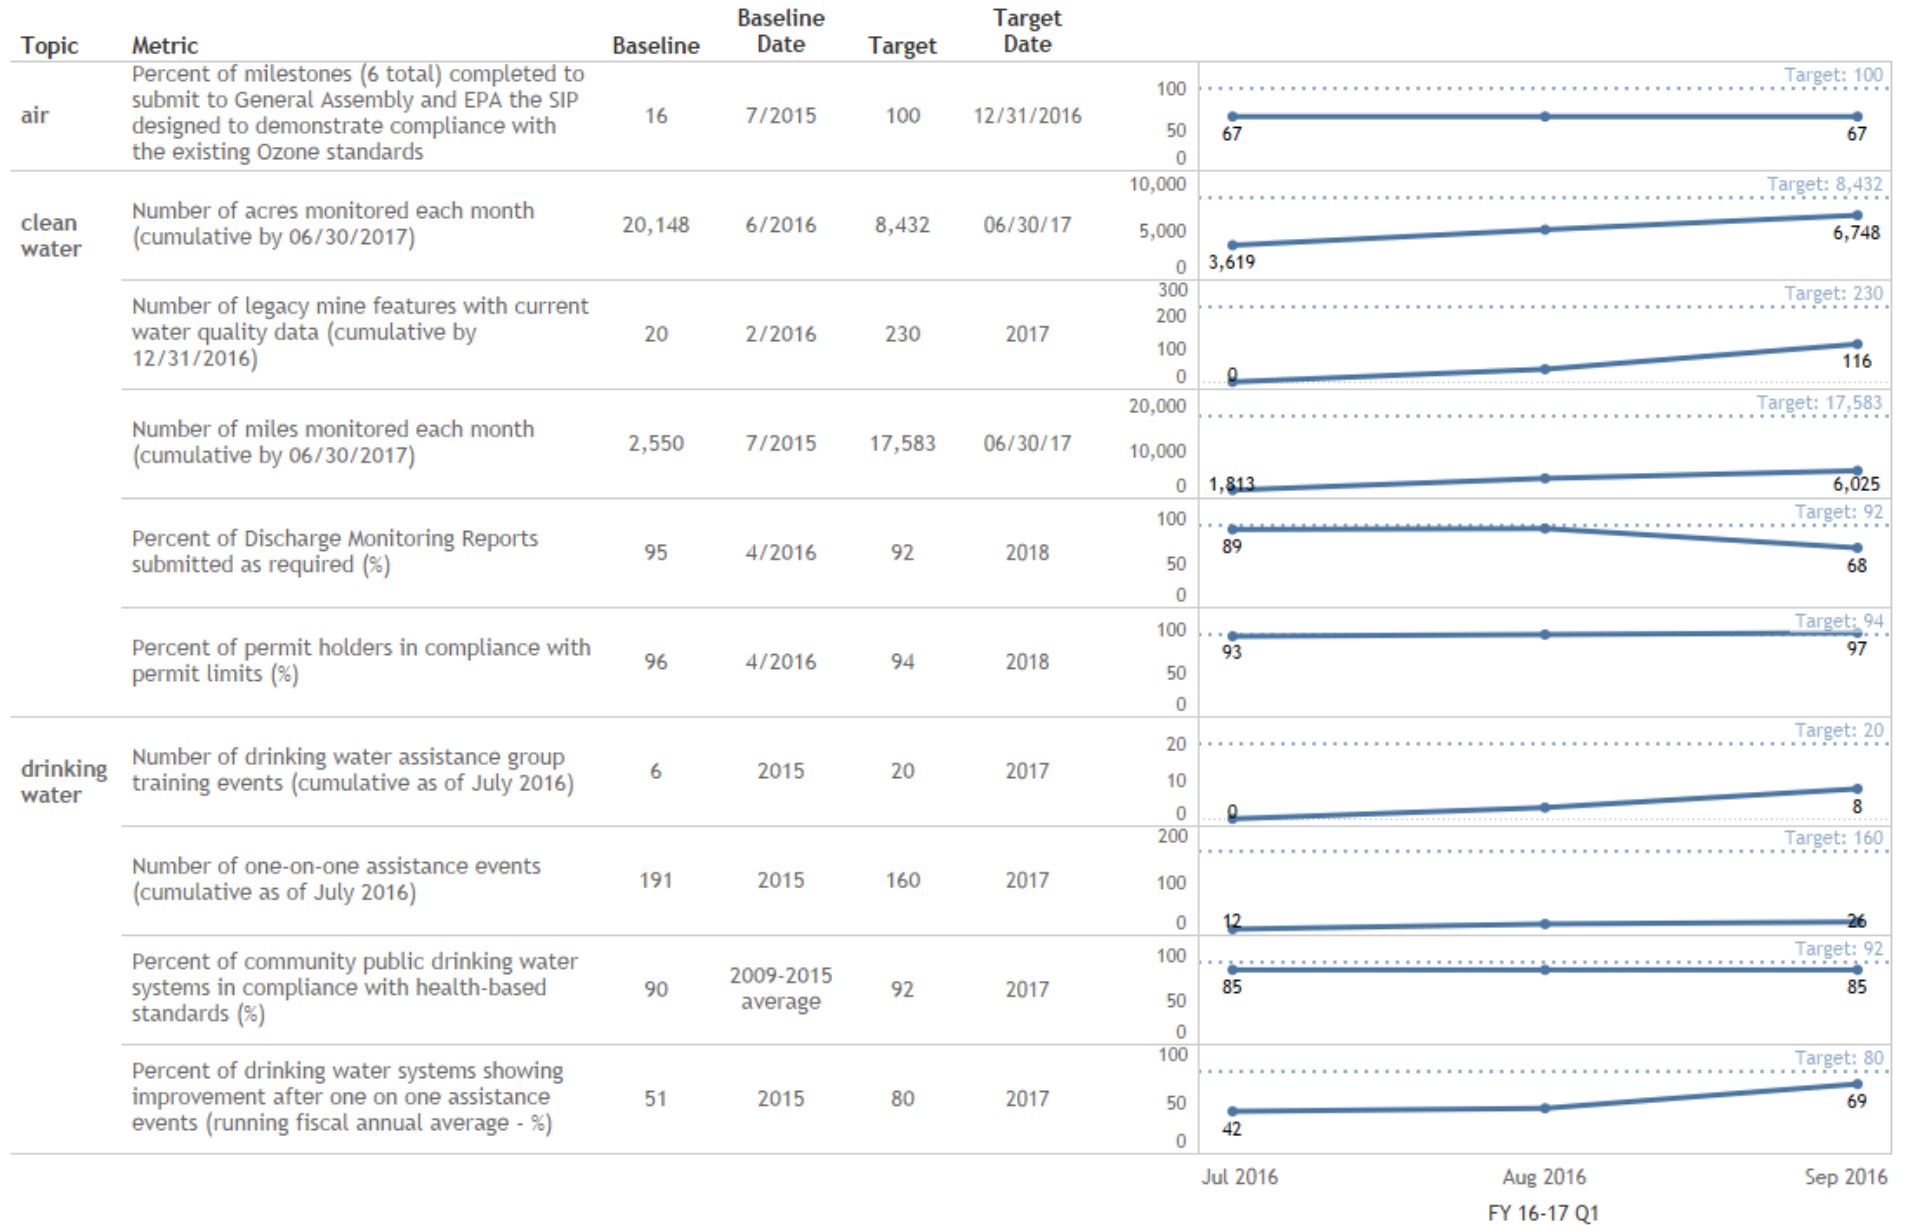 Topic Metric Baseline Baseline Date Target Target Date
air
Percent of milestones (6 total) completed to
submit to General Assembly and EPA the SIP
designed to demonstrate compliance with
the existing Ozone standards
16 7/2015 100 12/31/2016
100
50
0
Target: 100
67 67
clean
water
Number of acres monitored each month
(cumulative by 06/30/2017)
20,148 6/2016 8,432 06/30/17
10,000
5,000
0
Target: 8,432
3,619 6,748
Number of legacy mine features with current
water quality data (cumulative by
12/31/2016)
20 2/2016 230 2017
300
200
100
0
Target: 230
0 116
Number of miles monitored each month
(cumulative by 06/30/2017)
2,550 7/2015 17,583 06/30/17
20,000
10,000
0
Target: 17,583
1,813 6,025
Percent of Discharge Monitoring Reports
submitted as required (%)
95 4/2016 92 2018
100
50
0
Target: 92
89 68
Percent of permit holders in compliance with
permit limits (%)
96 4/2016 94 2018
100
50
0
Target: 94
93 97
drinking
water
Number of drinking water assistance group
training events (cumulative as of July 2016)
6 2015 20 2017
20
10
0
Target: 20
0 8
Number of one-on-one assistance events
(cumulative as of July 2016)
191 2015 160 2017
200
100
0
Target: 160
12 26
Percent of community public drinking water
systems in compliance with health-based
standards (%)
90 2009-2015 average 92 2017
100
50
0
Target: 92
85 85
Percent of drinking water systems showing
improvement after one on one assistance
events (running fiscal annual average - %)
51 2015 80 2017
100
50
0
Target: 80
42 69
Jul 2016 Aug 2016 Sep 2016
FY 16-17 Q1